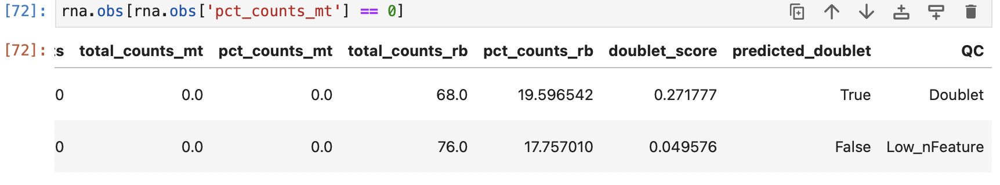 [72]: rna.obs[rna.obs['pct_counts_mt'] == 0]
[72]: ts total_counts_mt pct_counts_mt total_counts_rb pct_counts_rb doublet_score predicted_doublet QC
0 0.0 0.0 68.0 19.596542 0.271777 True Doublet
0 0.0 0.0 76.0 17.757010 0.049576 False Low_nFeature